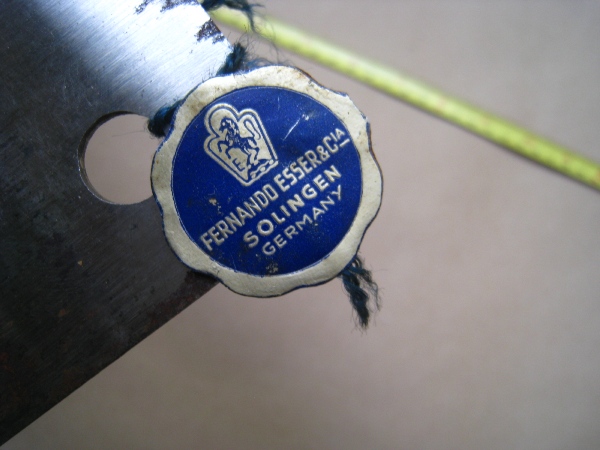 FERNANDO ESSER & CIA
SOLINGEN
GERMANY